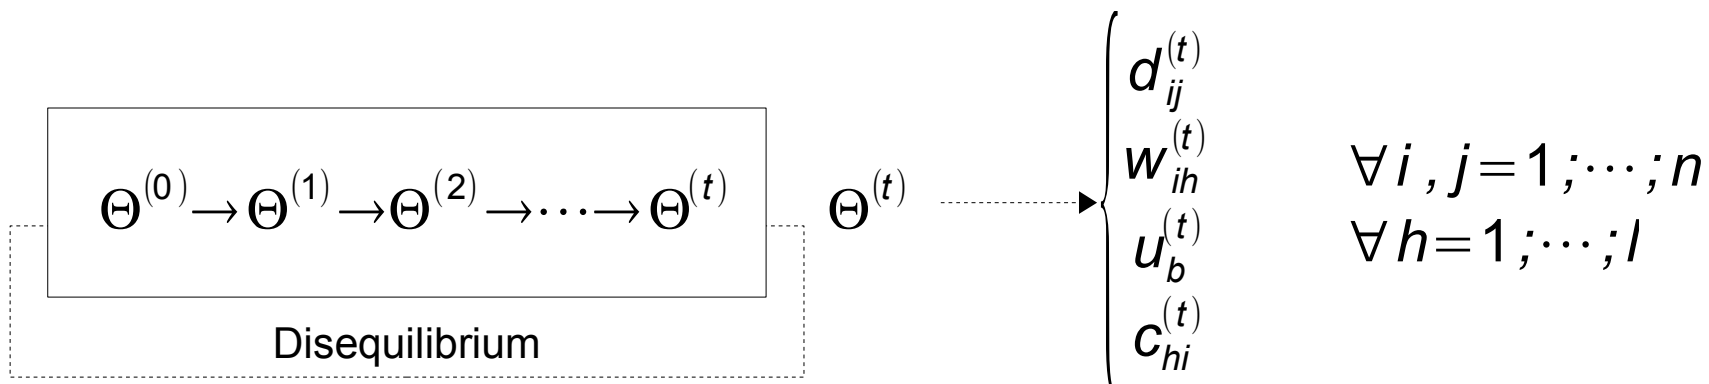 Θ^(0) → Θ^(1) → Θ^(2) → ⋯ → Θ^(t)
Disequilibrium
Θ^(t)
d_ij^(t)
w_ih^(t)
u_b^(t)
c_hi^(t)
∀ i , j = 1 ; ⋯ ; n
∀ h = 1 ; ⋯ ; l